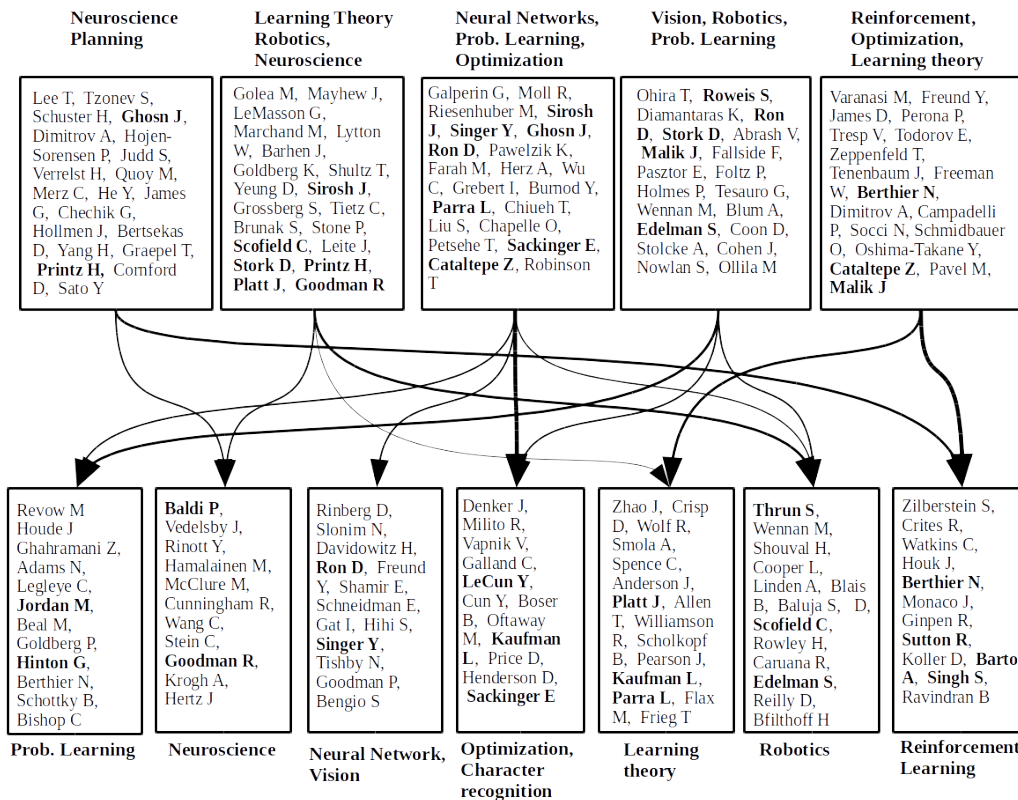 Neuroscience
Planning
Learning Theory
Robotics,
Neuroscience
Neural Networks,
Prob. Learning,
Optimization
Vision, Robotics,
Prob. Learning
Reinforcement,
Optimization,
Learning theory
Lee T, Tzonev S,
Schuster H, Ghosn J,
Dimitrov A, Hojen-
Sorensen P, Judd S,
Verrelst H, Quoy M,
Merz C, He Y, James
G, Chechik G,
Hollmen J, Bertsekas
D, Yang H, Graepel T,
Printz H, Cornford
D, Sato Y
Golea M, Mayhew J,
LeMasson G,
Marchand M, Lytton
W, Barhen J,
Goldberg K, Shultz T,
Yeung D, Sirosh J,
Grossberg S, Tietz C,
Brunak S, Stone P,
Scofield C, Leite J,
Stork D, Printz H,
Platt J, Goodman R
Galperin G, Moll R,
Riesenhuber M, Sirosh
J, Singer Y, Ghosn J,
Ron D, Pawelzik K,
Farah M, Herz A, Wu
C, Grebert I, Burnod Y,
Parra L, Chiueh T,
Liu S, Chapelle O,
Petsche T, Sackinger E,
Cataltepe Z, Robinson
T
Ohira T, Roweis S,
Diamantaras K, Ron
D, Stork D, Abrash V,
Malik J, Fallside F,
Pasztor E, Foltz P,
Holmes P, Tesauro G,
Wennan M, Blum A,
Edelman S, Coon D,
Stolcke A, Cohen J,
Nowlan S, Ollila M
Varanasi M, Freund Y,
James D, Perona P,
Tresp V, Todorov E,
Zeppenfeld T,
Tenenbaum J, Freeman
W, Berthier N,
Dimitrov A, Campadelli
P, Socci N, Schmidbauer
O, Oshima-Takane Y,
Cataltepe Z, Pavel M,
Malik J
Revow M
Houde J
Ghahramani Z,
Adams N,
Legleye C,
Jordan M,
Beal M,
Goldberg P,
Hinton G,
Berthier N,
Schottky B,
Bishop C
Baldi P,
Vedelsby J,
Rinott Y,
Hamalainen M,
McClure M,
Cunningham R,
Wang C,
Stein C,
Goodman R,
Krogh A,
Hertz J
Rinberg D,
Slonim N,
Davidowitz H,
Ron D, Freund
Y, Shamir E,
Schneidman E,
Gat I, Hihi S,
Singer Y,
Tishby N,
Goodman P,
Bengio S
Denker J,
Milito R,
Vapnik V,
Galland C,
LeCun Y,
Cun Y, Boser
B, Oftaway
M, Kaufman
L, Price D,
Henderson D,
Sackinger E
Zhao J, Crisp
D, Wolf R,
Smola A,
Spence C,
Anderson J,
Platt J, Allen
T, Williamson
R, Scholkopf
B, Pearson J,
Kaufman L,
Parra L, Flax
M, Frieg T
Thrun S,
Wennan M,
Shouval H,
Cooper L,
Linden A, Blais
B, Baluja S, D,
Scofield C,
Rowley H,
Caruana R,
Edelman S,
Reilly D,
Bfilthoff H
Zilberstein S,
Crites R,
Watkins C,
Houk J,
Berthier N,
Monaco J,
Ginpen R,
Sutton R,
Koller D, Barto
A, Singh S,
Ravindran B
Prob. Learning
Neuroscience
Neural Network,
Vision
Optimization,
Character
recognition
Learning
theory
Robotics
Reinforcement
Learning